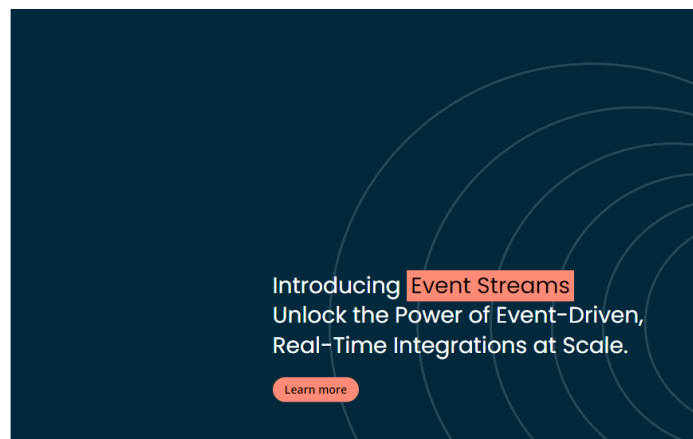 Introducing Event Streams
Unlock the Power of Event-Driven,
Real-Time Integrations at Scale.
Learn more